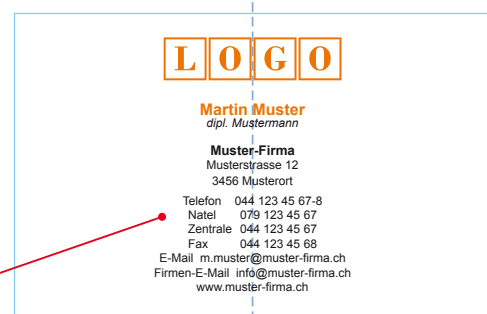 LOGO
Martin Muster
dipl. Mustermann
Muster-Firma
Musterstrasse 12
3456 Musterort
Telefon 044 123 45 67-8
Natel 079 123 45 67
Zentrale 044 123 45 67
Fax 044 123 45 68
E-Mail m.muster@muster-firma.ch
Firmen-E-Mail info@muster-firma.ch
www.muster-firma.ch